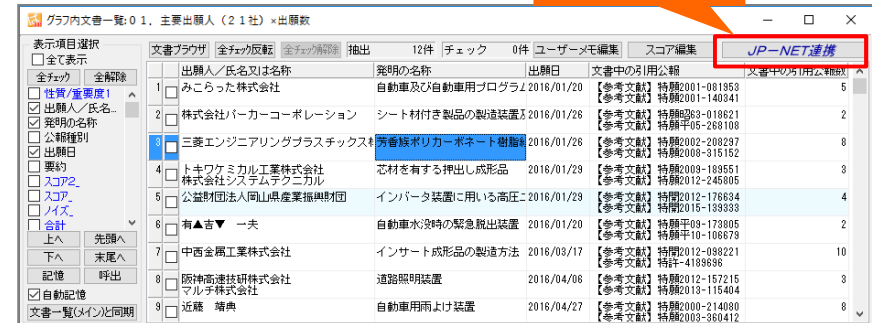 グラフ内文書一覧:01．主要出願人（２１社）×出願数
表示項目選択
全て表示
全チェック 全解除
性質/重要度1
出願人／氏名…
発明の名称
公報種別
出願日
要約
スコア2_
スコア_
ノイズ_
合計
上へ 先頭へ
下へ 末尾へ
記憶 呼出
自動記憶
文書一覧(メイン)と同期
文書ブラウザ 全チェック反転 全チェック解除 抽出 12件 チェック 0件 ユーザーメモ編集 スコア編集 JP－NET連携
出願人／氏名又は名称 発明の名称 出願日 文書中の引用公報 文書中の引用公報数
1 みこらった株式会社 自動車及び自動車用プログラム 2016/01/20 【参考文献】特願2001-081953 5
【参考文献】特願2001-140341
2 株式会社パーカーコーポレーション シート材付き製品の製造装置及 2016/01/26 【参考文献】特願昭63-018621 2
【参考文献】特願平05-268108
3 三菱エンジニアリングプラスチックス 芳香族ポリカーボネート樹脂 2016/01/26 【参考文献】特願2002-208297 8
【参考文献】特願2008-315152
4 トキワケミカル工業株式会社 芯材を有する押出し成形品 2016/01/29 【参考文献】特願2009-189551 3
株式会社システムテクニカル 【参考文献】特願2012-245805
5 公益財団法人岡山県産業振興財団 インバータ装置に用いる高圧ニ 2016/01/29 【参考文献】特開2012-176634 4
【参考文献】特開2015-139333
6 有▲吉▼ 一夫 自動車水没時の緊急脱出装置 2016/01/20 【参考文献】特願平09-173805 2
【参考文献】特願平10-106679
7 中西金属工業株式会社 インサート成形品の製造方法 2016/03/17 【参考文献】特開2012-098221 10
【参考文献】特許-4189696
8 阪神高速技研株式会社 道路照明装置 2016/04/06 【参考文献】特願2012-157215 3
マルチ株式会社 【参考文献】特願2013-115404
9 近藤 靖典 自動車用雨よけ装置 2016/04/27 【参考文献】特願2000-214080 8
【参考文献】特願2003-360412